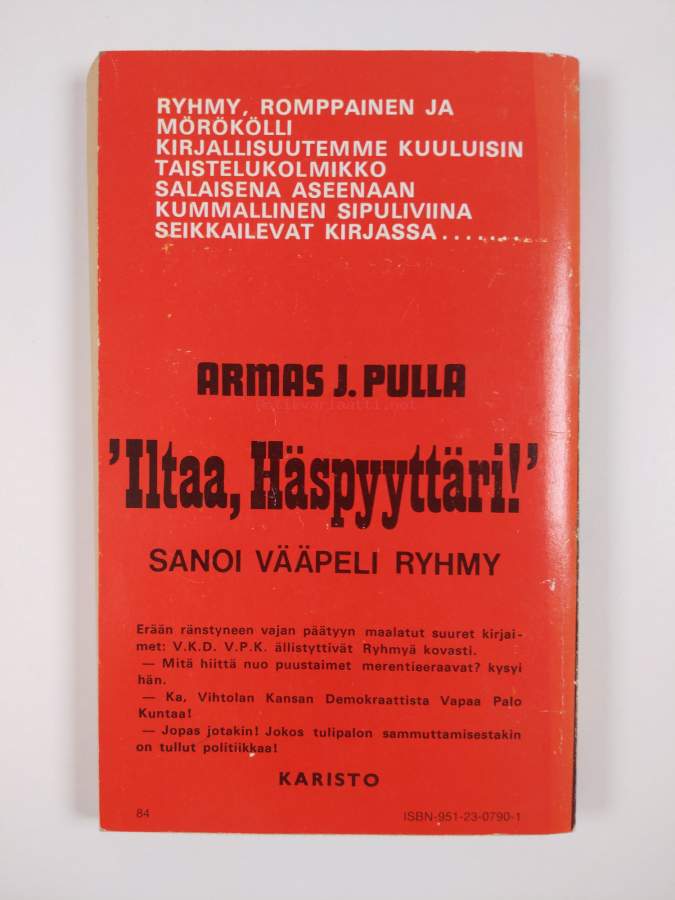 RYHMY, ROMPPAINEN JA
MÖRÖKÖLLI
KIRJALLISUUTEMME KUULUISIN
TAISTELUKOLMIKKO
SALAISENA ASEENAAN
KUMMALLINEN SIPULIVIINA
SEIKKAILEVAT KIRJASSA.......
ARMAS J. PULLA
'Iltaa, Häspyyttäri!'
SANOI VÄÄPELI RYHMY
Erään ränstyneen vajan päätyyn maalatut suuret kirjai-
met: V.K.D. V.P.K. ällistyttivät Ryhmyä kovasti.
— Mitä hiittä nuo puustaimet merentieeraavat? kysyi
hän.
— Ka, Vihtolan Kansan Demokraattista Vapaa Palo
Kuntaa!
— Jopas jotakin! Jokos tulipalon sammuttamisestakin
on tullut politiikkaa!
KARISTO
84
ISBN-951-23-0790-1